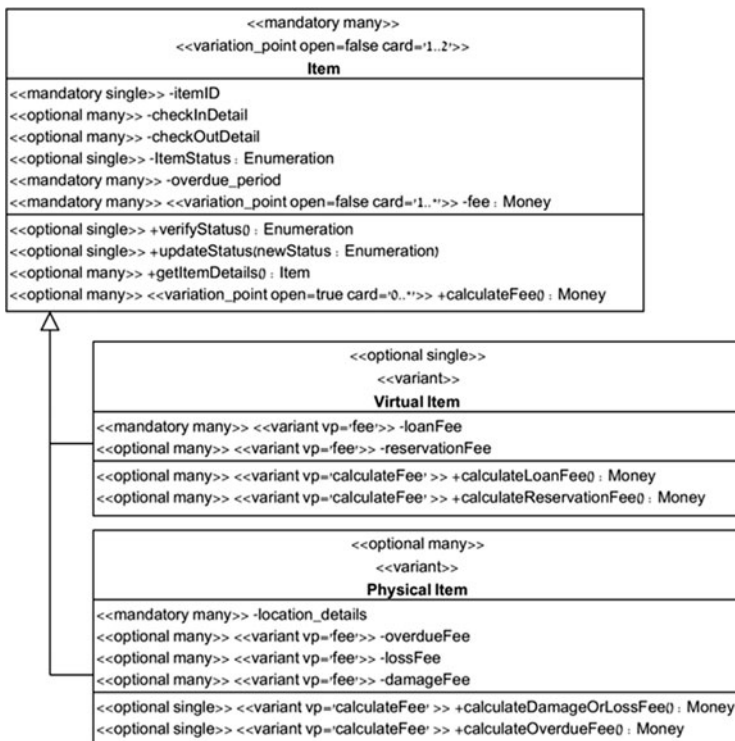 <<mandatory many>>
<<variation_point open=false card='1..2'>>
Item
<<mandatory single>> -itemID
<<optional many>> -checkInDetail
<<optional many>> -checkOutDetail
<<optional single>> -ItemStatus : Enumeration
<<mandatory many>> -overdue_period
<<mandatory many>> <<variation_point open=false card='1..*'>> -fee : Money
<<optional single>> +verifyStatus() : Enumeration
<<optional single>> +updateStatus(newStatus : Enumeration)
<<optional many>> +getItemDetails() : Item
<<optional many>> <<variation_point open=true card='0..*'>> +calculateFee() : Money
<<optional single>>
<<variant>>
Virtual Item
<<mandatory many>> <<variant vp='fee'>> -loanFee
<<optional many>> <<variant vp='fee'>> -reservationFee
<<optional many>> <<variant vp='calculateFee' >> +calculateLoanFee() : Money
<<optional many>> <<variant vp='calculateFee' >> +calculateReservationFee() : Money
<<optional many>>
<<variant>>
Physical Item
<<mandatory many>> -location_details
<<optional many>> <<variant vp='fee'>> -overdueFee
<<optional many>> <<variant vp='fee'>> -lossFee
<<optional many>> <<variant vp='fee'>> -damageFee
<<optional single>> <<variant vp='calculateFee' >> +calculateDamageOrLossFee() : Money
<<optional single>> <<variant vp='calculateFee' >> +calculateOverdueFee() : Money